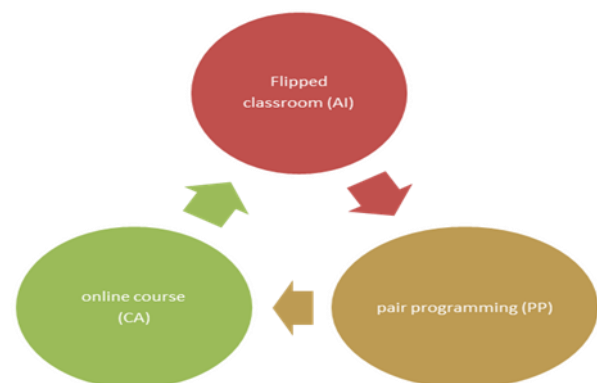 Flipped
classroom (AI)
online course
(CA)
pair programming (PP)